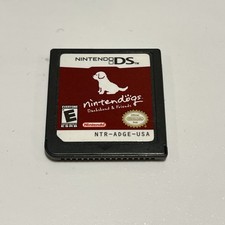 NINTENDO DS
nintendogs
Dachshund & Friends
E
Nintendo
NTR-ADGE-USA